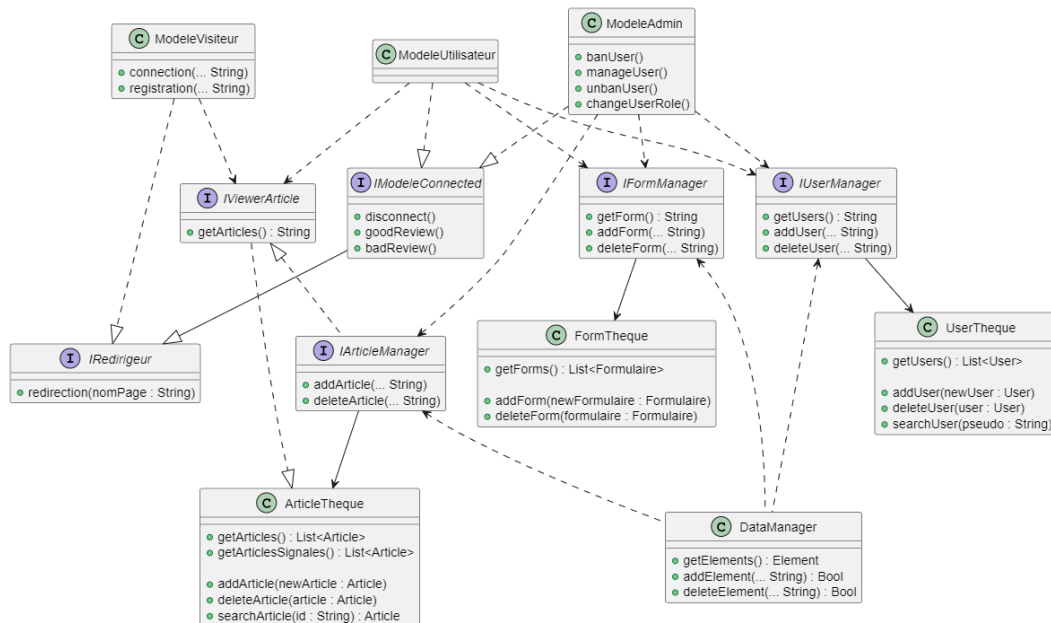 C ModeleVisiteur
connection(... String)
registration(... String)
C ModeleUtilisateur
C ModeleAdmin
banUser()
manageUser()
unbanUser()
changeUserRole()
I IViewerArticle
getArticles() : String
I IModeleConnected
disconnect()
goodReview()
badReview()
I IFormManager
getForm() : String
addForm(... String)
deleteForm(... String)
I IUserManager
getUsers() : String
addUser(... String)
deleteUser(... String)
I IRedirigeur
redirection(nomPage : String)
I IArticleManager
addArticle(... String)
deleteArticle(... String)
C FormTheque
getForms() : List<Formulaire>
addForm(newFormulaire : Formulaire)
deleteForm(formulaire : Formulaire)
C UserTheque
getUsers() : List<User>
addUser(newUser : User)
deleteUser(user : User)
searchUser(pseudo : String)
C ArticleTheque
getArticles() : List<Article>
getArticlesSignales() : List<Article>
addArticle(newArticle : Article)
deleteArticle(article : Article)
searchArticle(id : String) : Article
C DataManager
getElements() : Element
addElement(... String) : Bool
deleteElement(... String) : Bool